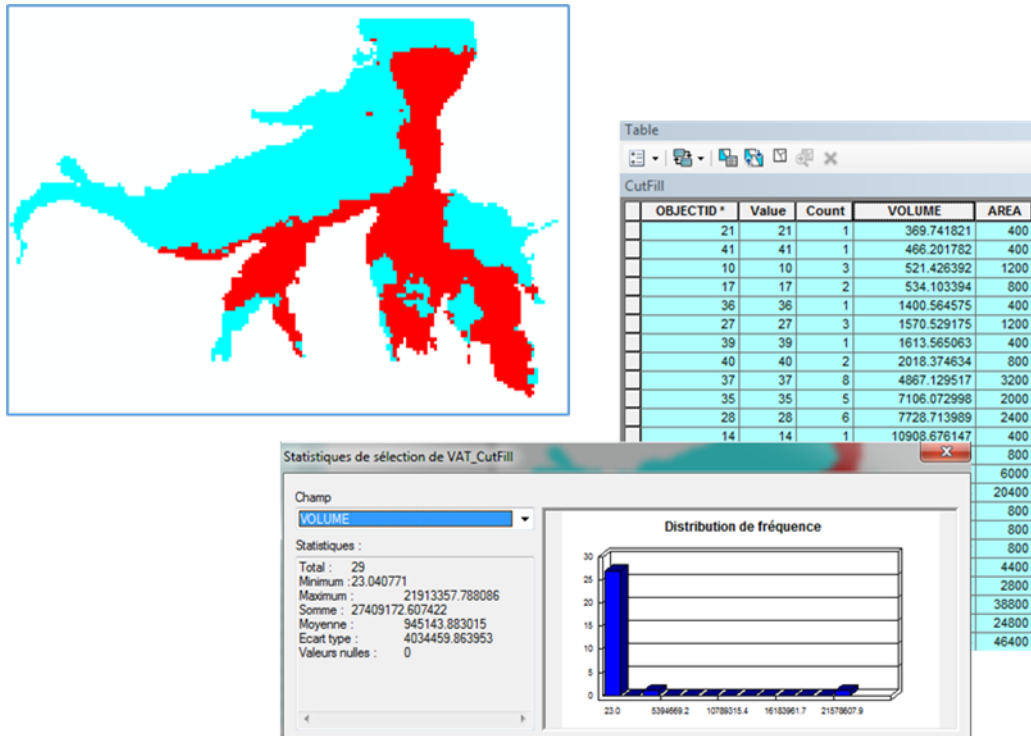 Table
CutFill
OBJECTID * Value Count VOLUME AREA
21 21 1 369.741821 400
41 41 1 466.201782 400
10 10 3 521.426392 1200
17 17 2 534.103394 800
36 36 1 1400.564575 400
27 27 3 1570.529175 1200
39 39 1 1613.565063 400
40 40 2 2018.374634 800
37 37 8 4867.129517 3200
35 35 5 7106.072998 2000
28 28 6 7728.713989 2400
14 14 1 10908.676147 400
800
6000
20400
800
800
800
4400
2800
38800
24800
46400
Statistiques de sélection de VAT_CutFill
Champ
VOLUME
Statistiques :
Total : 29
Minimum : 23.040771
Maximum : 21913357.788086
Somme : 27409172.607422
Moyenne : 945143.883015
Ecart type : 4034459.863953
Valeurs nulles : 0
Distribution de fréquence
30
25
20
15
10
5
0
23.0 5394669.2 10789315.4 16183961.7 21578607.9